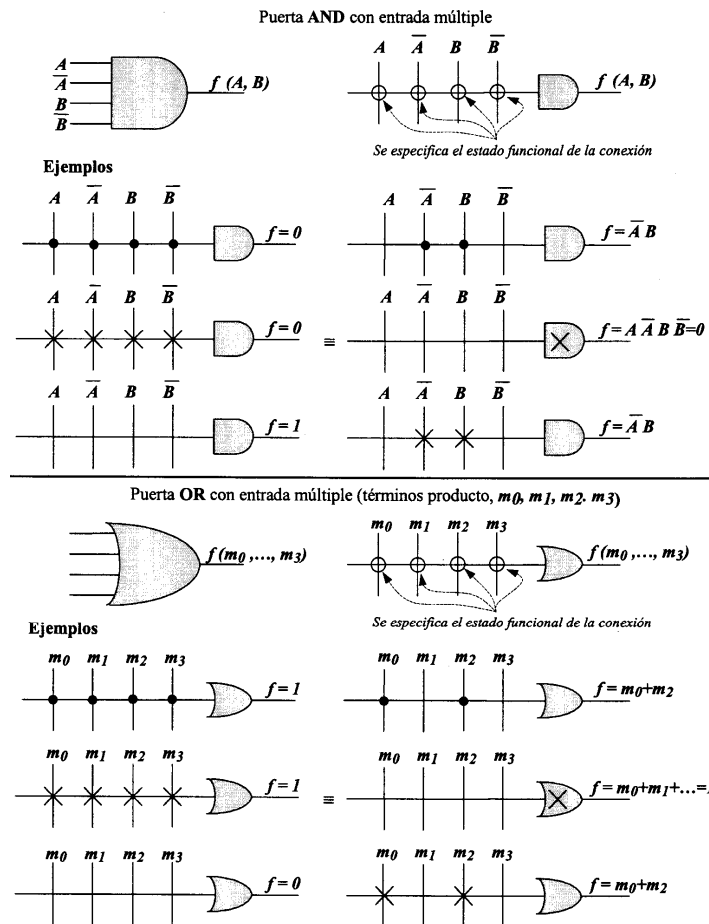 Puerta AND con entrada múltiple
A
A̅
B
B̅
f (A, B)
A A̅ B B̅
f (A, B)
Se especifica el estado funcional de la conexión
Ejemplos
A A̅ B B̅
f = 0
A A̅ B B̅
f = A̅ B
A A̅ B B̅
f = 0
≡
A A̅ B B̅
f = A A̅ B B̅=0
A A̅ B B̅
f = 1
A A̅ B B̅
f = A̅ B
Puerta OR con entrada múltiple (términos producto, m0, m1, m2. m3)
f (m0 ,..., m3)
m0 m1 m2 m3
f (m0 ,..., m3)
Se especifica el estado funcional de la conexión
Ejemplos
m0 m1 m2 m3
f = 1
m0 m1 m2 m3
f = m0+m2
m0 m1 m2 m3
f = 1
≡
m0 m1 m2 m3
f = m0+m1+...=
m0 m1 m2 m3
f = 0
m0 m1 m2 m3
f = m0+m2